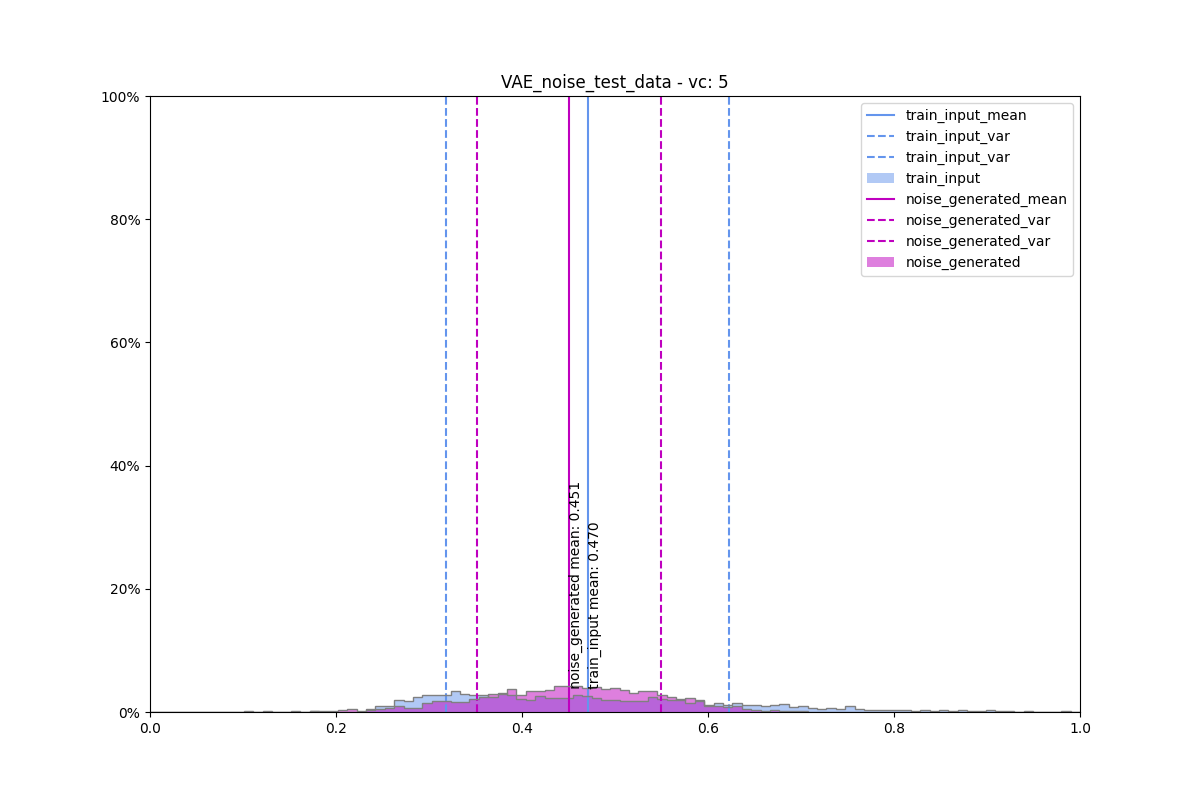 VAE_noise_test_data - vc: 5
100%
80%
60%
40%
20%
0%
0.0
0.2
0.4
0.6
0.8
1.0
train_input_mean
train_input_var
train_input_var
train_input
noise_generated_mean
noise_generated_var
noise_generated_var
noise_generated
noise_generated mean: 0.451
train_input mean: 0.470